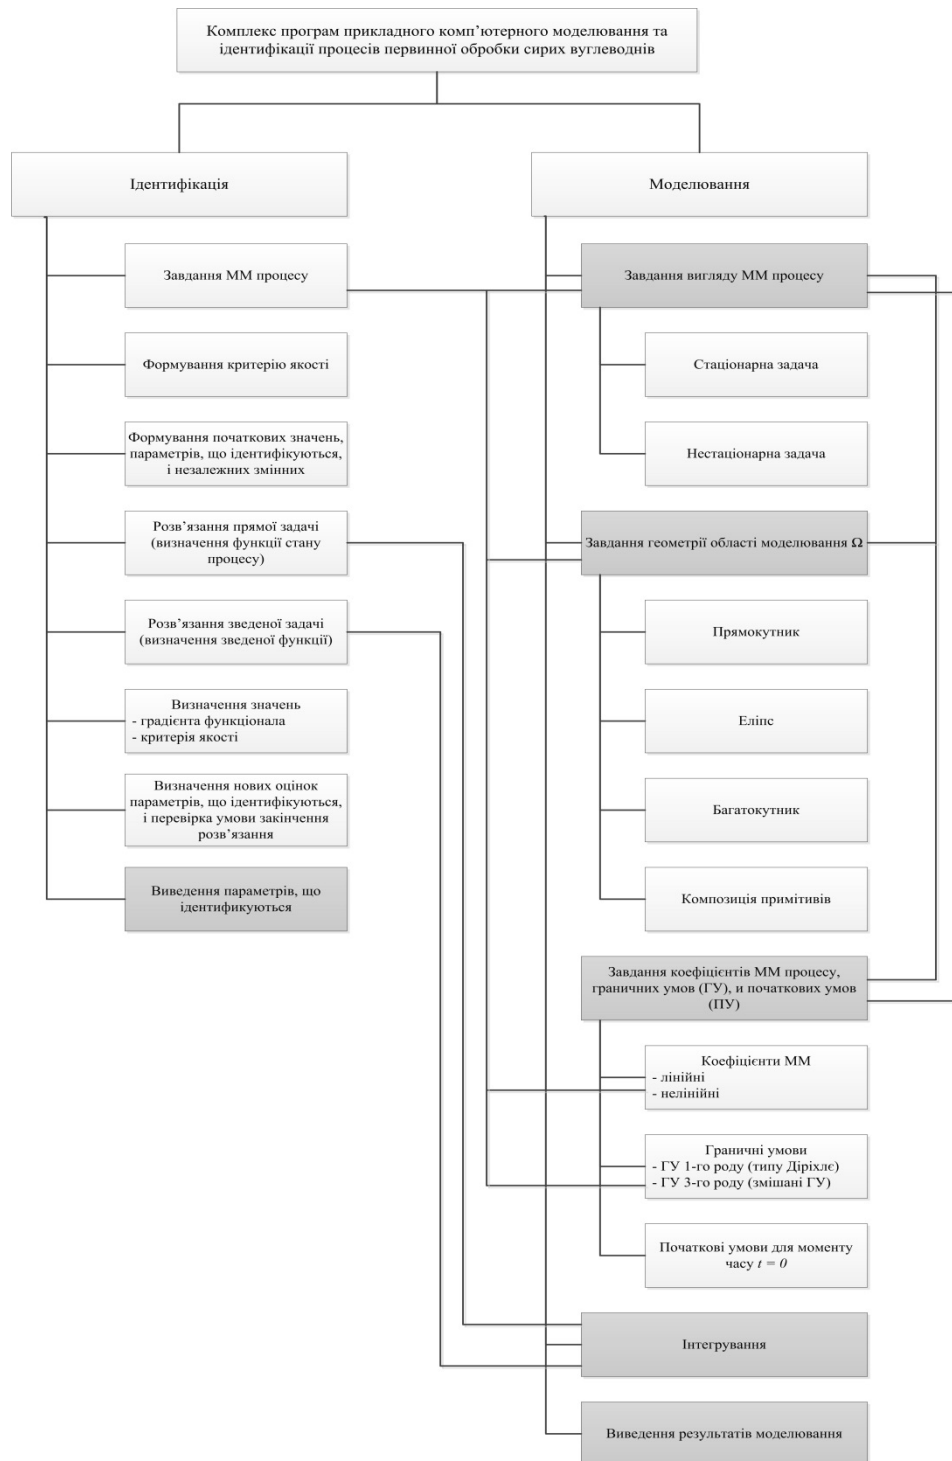 Комплекс програм прикладного комп’ютерного моделювання та
ідентифікації процесів первинної обробки сирих вуглеводнів
Ідентифікація
Завдання ММ процесу
Формування критерію якості
Формування початкових значень,
параметрів, що ідентифікуються,
і незалежних змінних
Розв’язання прямої задачі
(визначення функції стану
процесу)
Розв’язання зведеної задачі
(визначення зведеної функції)
Визначення значень
- градієнта функціонала
- критерія якості
Визначення нових оцінок
параметрів, що ідентифікуються,
і перевірка умови закінчення
розв’язання
Виведення параметрів, що
ідентификуються
Моделювання
Завдання вигляду ММ процесу
Стаціонарна задача
Нестаціонарна задача
Завдання геометрії області моделювання Ω
Прямокутник
Еліпс
Багатокутник
Композиція примітивів
Завдання коефіцієнтів ММ процесу,
граничних умов (ГУ), и початкових умов
(ПУ)
Коефіцієнти ММ
- лінійні
- нелінійні
Граничні умови
- ГУ 1-го роду (типу Діріхлє)
- ГУ 3-го роду (змішані ГУ)
Початкові умови для моменту
часу t = 0
Інтегрування
Виведення результатів моделювання